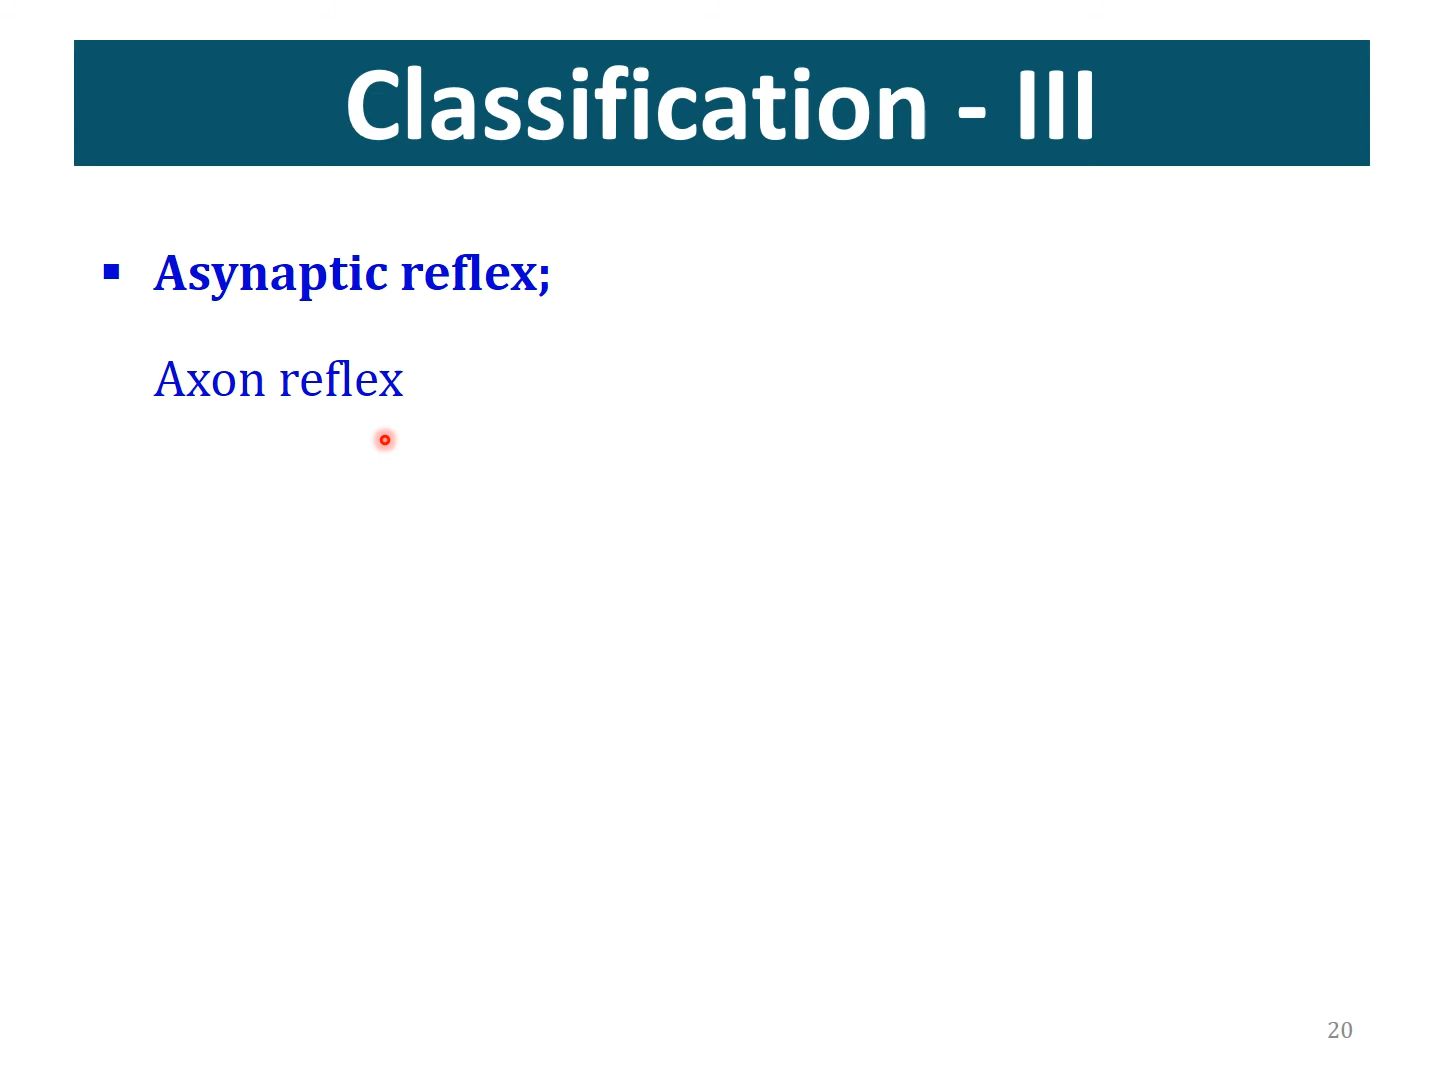 Classification - III
▪ Asynaptic reflex;
Axon reflex
20